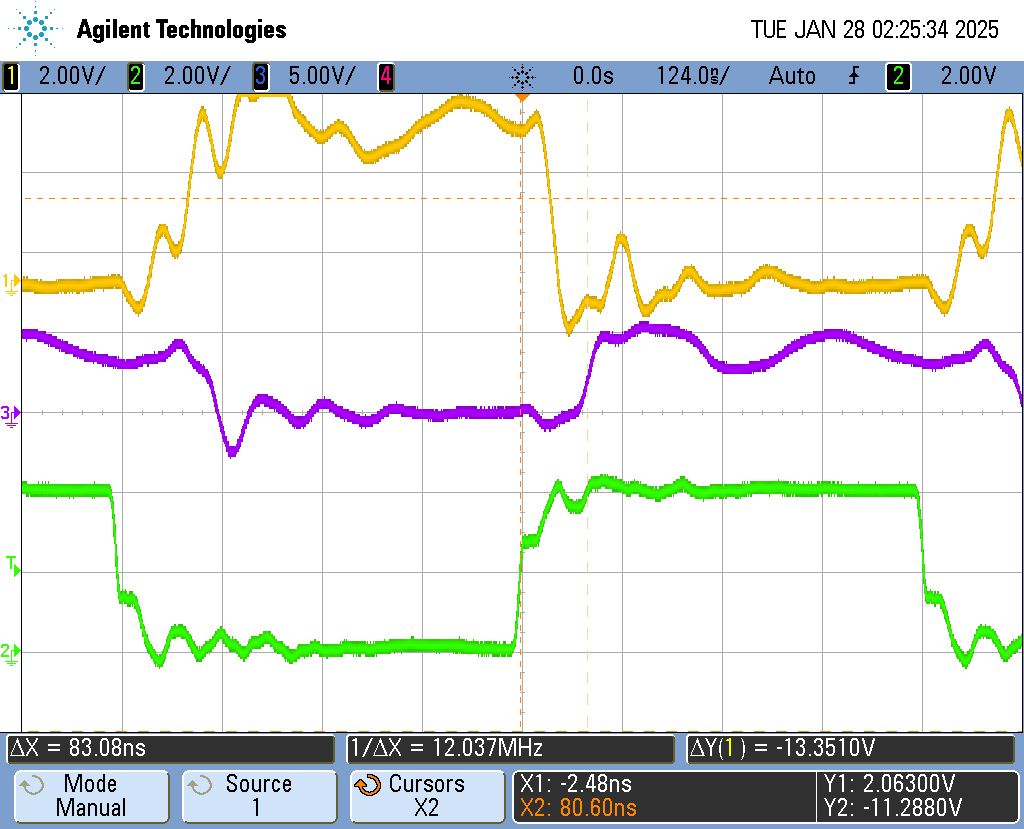 Agilent Technologies TUE JAN 28 02:25:34 2025
1 2.00V/ 2 2.00V/ 3 5.00V/ 4 0.0s 124.0ns/ Auto 2 2.00V
1
3
T
2
ΔX = 83.08ns 1/ΔX = 12.037MHz ΔY(1) = -13.3510V
Mode Source Cursors X1: -2.48ns Y1: 2.06300V
Manual 1 X2 X2: 80.60ns Y2: -11.2880V